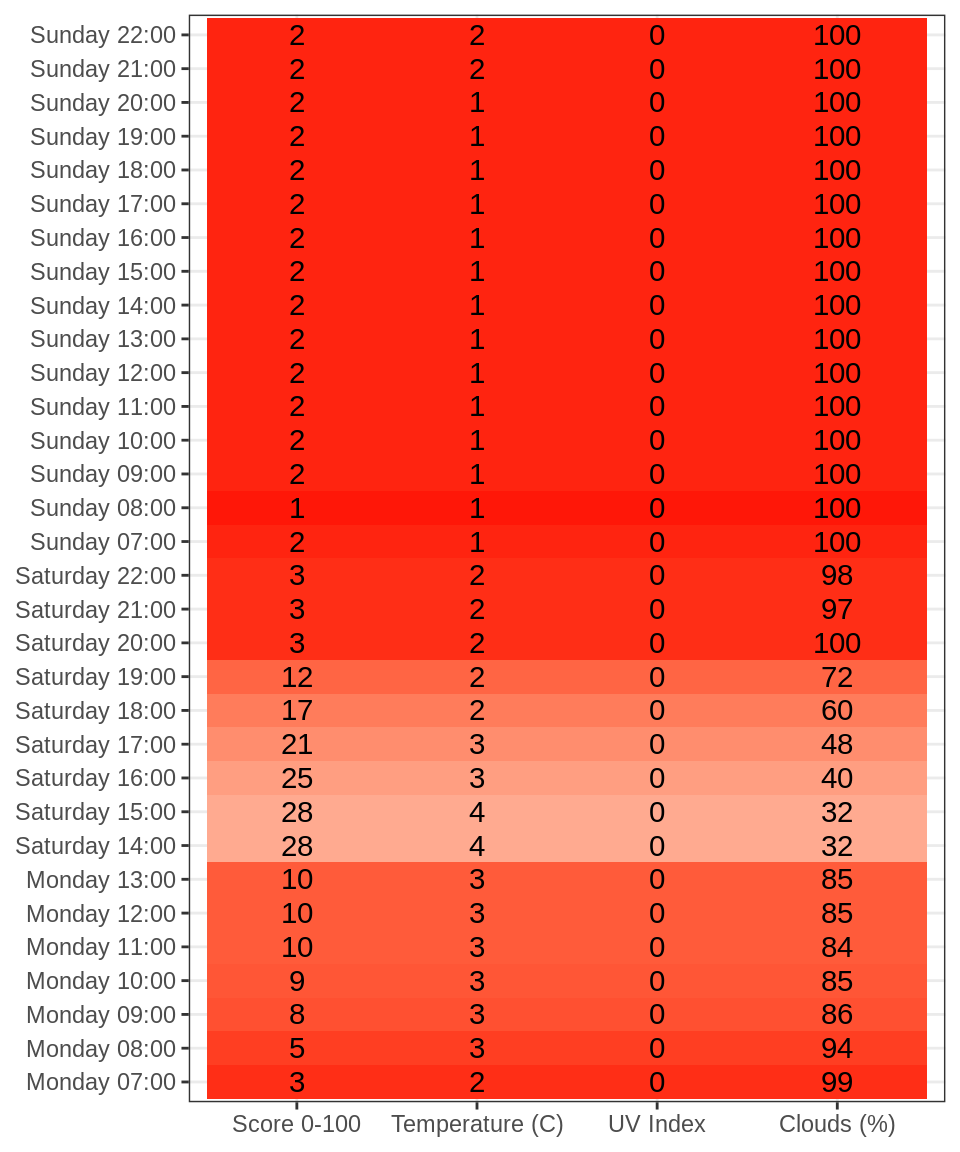 Sunday 22:00 2 2 0 100
Sunday 21:00 2 2 0 100
Sunday 20:00 2 1 0 100
Sunday 19:00 2 1 0 100
Sunday 18:00 2 1 0 100
Sunday 17:00 2 1 0 100
Sunday 16:00 2 1 0 100
Sunday 15:00 2 1 0 100
Sunday 14:00 2 1 0 100
Sunday 13:00 2 1 0 100
Sunday 12:00 2 1 0 100
Sunday 11:00 2 1 0 100
Sunday 10:00 2 1 0 100
Sunday 09:00 2 1 0 100
Sunday 08:00 1 1 0 100
Sunday 07:00 2 1 0 100
Saturday 22:00 3 2 0 98
Saturday 21:00 3 2 0 97
Saturday 20:00 3 2 0 100
Saturday 19:00 12 2 0 72
Saturday 18:00 17 2 0 60
Saturday 17:00 21 3 0 48
Saturday 16:00 25 3 0 40
Saturday 15:00 28 4 0 32
Saturday 14:00 28 4 0 32
Monday 13:00 10 3 0 85
Monday 12:00 10 3 0 85
Monday 11:00 10 3 0 84
Monday 10:00 9 3 0 85
Monday 09:00 8 3 0 86
Monday 08:00 5 3 0 94
Monday 07:00 3 2 0 99
Score 0-100 Temperature (C) UV Index Clouds (%)